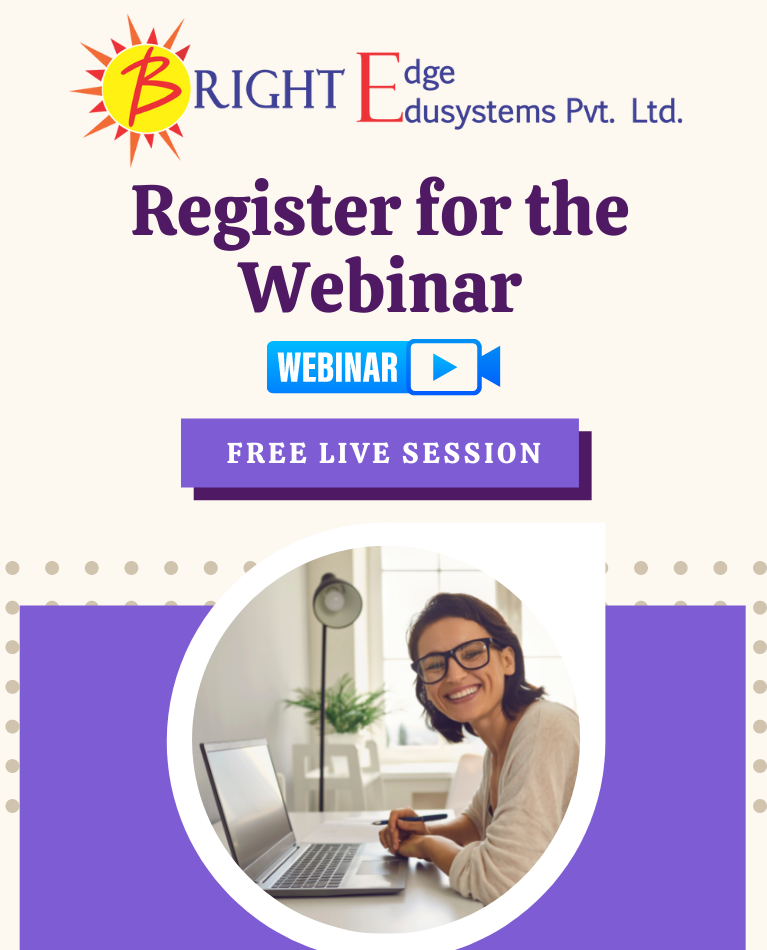 BRIGHT Edge
Edusystems Pvt. Ltd.
Register for the
Webinar
WEBINAR
FREE LIVE SESSION